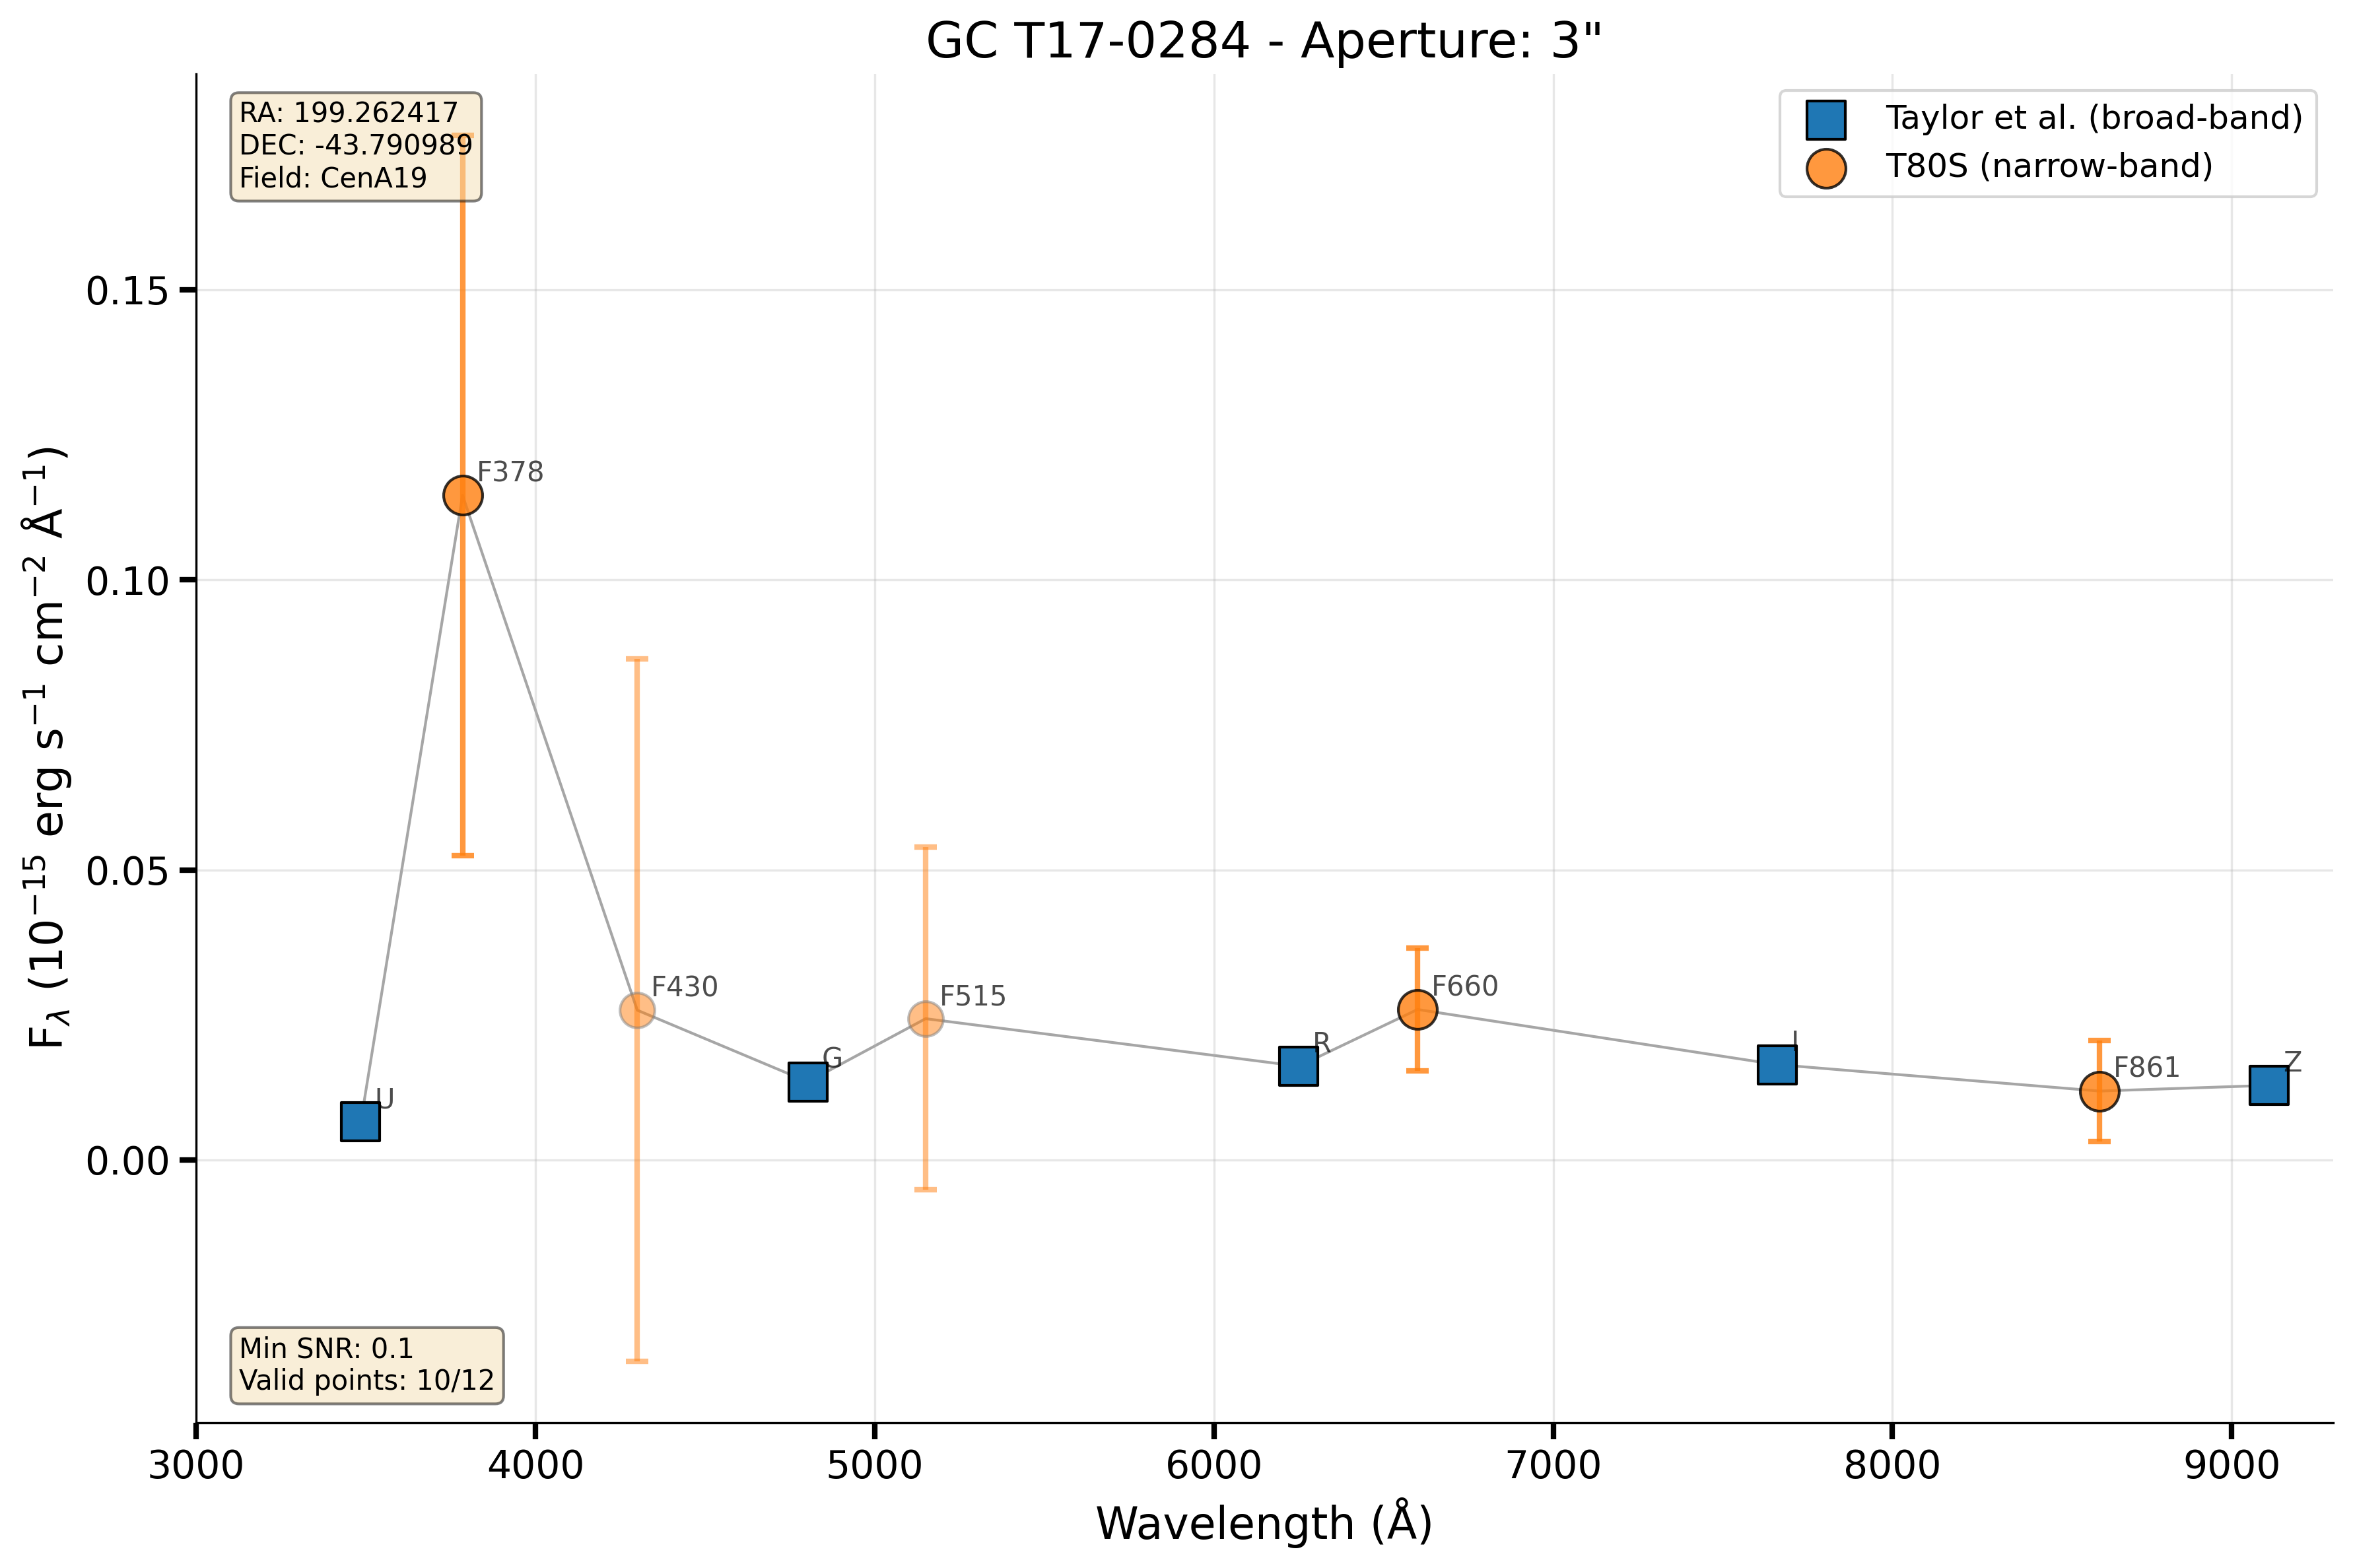 GC T17-0284 - Aperture: 3"
RA: 199.262417
DEC: -43.790989
Field: CenA19
Taylor et al. (broad-band)
T80S (narrow-band)
F378
F430
F515
F660
F861
U
G
R
I
Z
0.15
0.10
0.05
0.00
Fλ (10⁻¹⁵ erg s⁻¹ cm⁻² Å⁻¹)
Min SNR: 0.1
Valid points: 10/12
3000 4000 5000 6000 7000 8000 9000
Wavelength (Å)